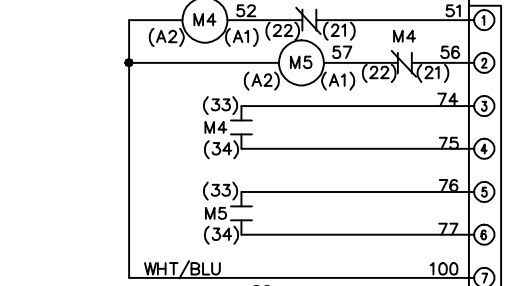 M4 52 51 1
(A2) (A1) (22) (21) M4
M5 57 56 2
(A2) (A1) (22) (21)
(33) 74 3
M4
(34) 75 4
(33) 76 5
M5
(34) 77 6
WHT/BLU 100 7